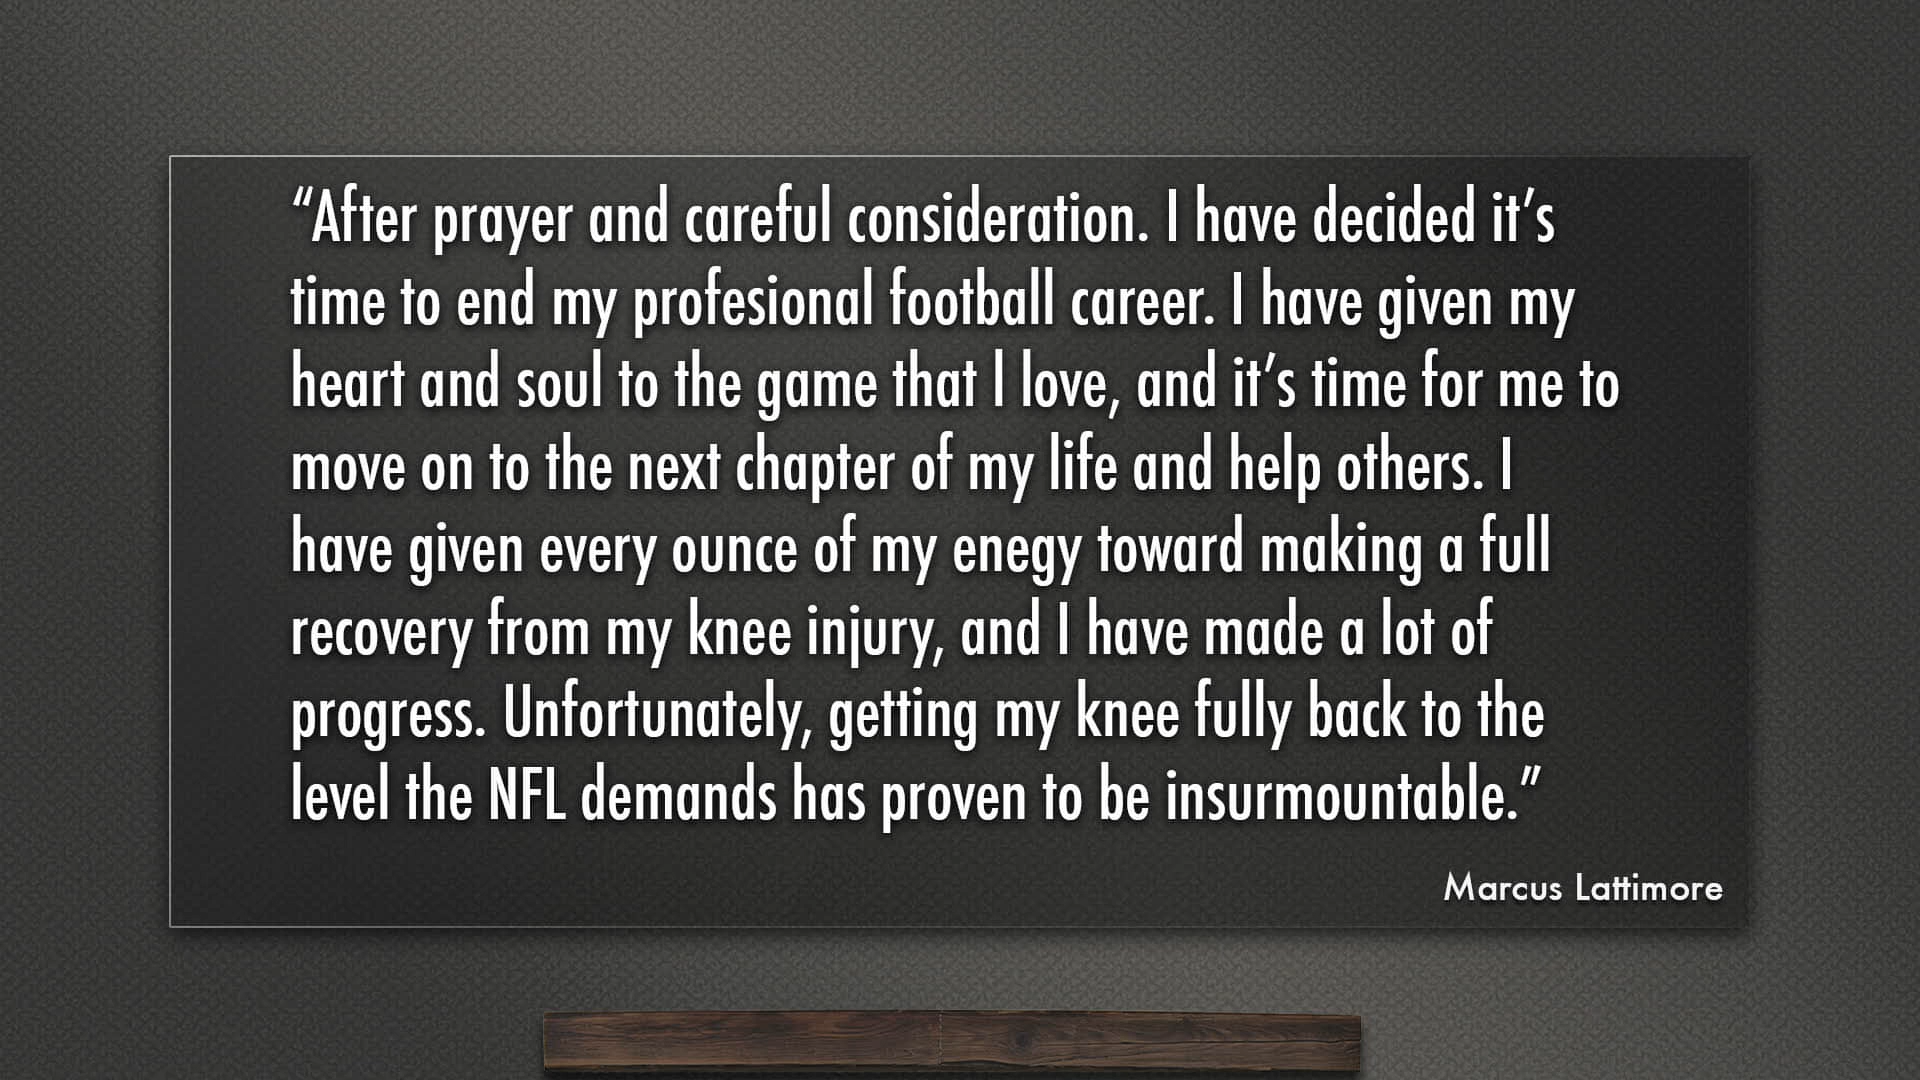 “After prayer and careful consideration. I have decided it’s
time to end my profesional football career. I have given my
heart and soul to the game that I love, and it’s time for me to
move on to the next chapter of my life and help others. I
have given every ounce of my enegy toward making a full
recovery from my knee injury, and I have made a lot of
progress. Unfortunately, getting my knee fully back to the
level the NFL demands has proven to be insurmountable.”
Marcus Lattimore